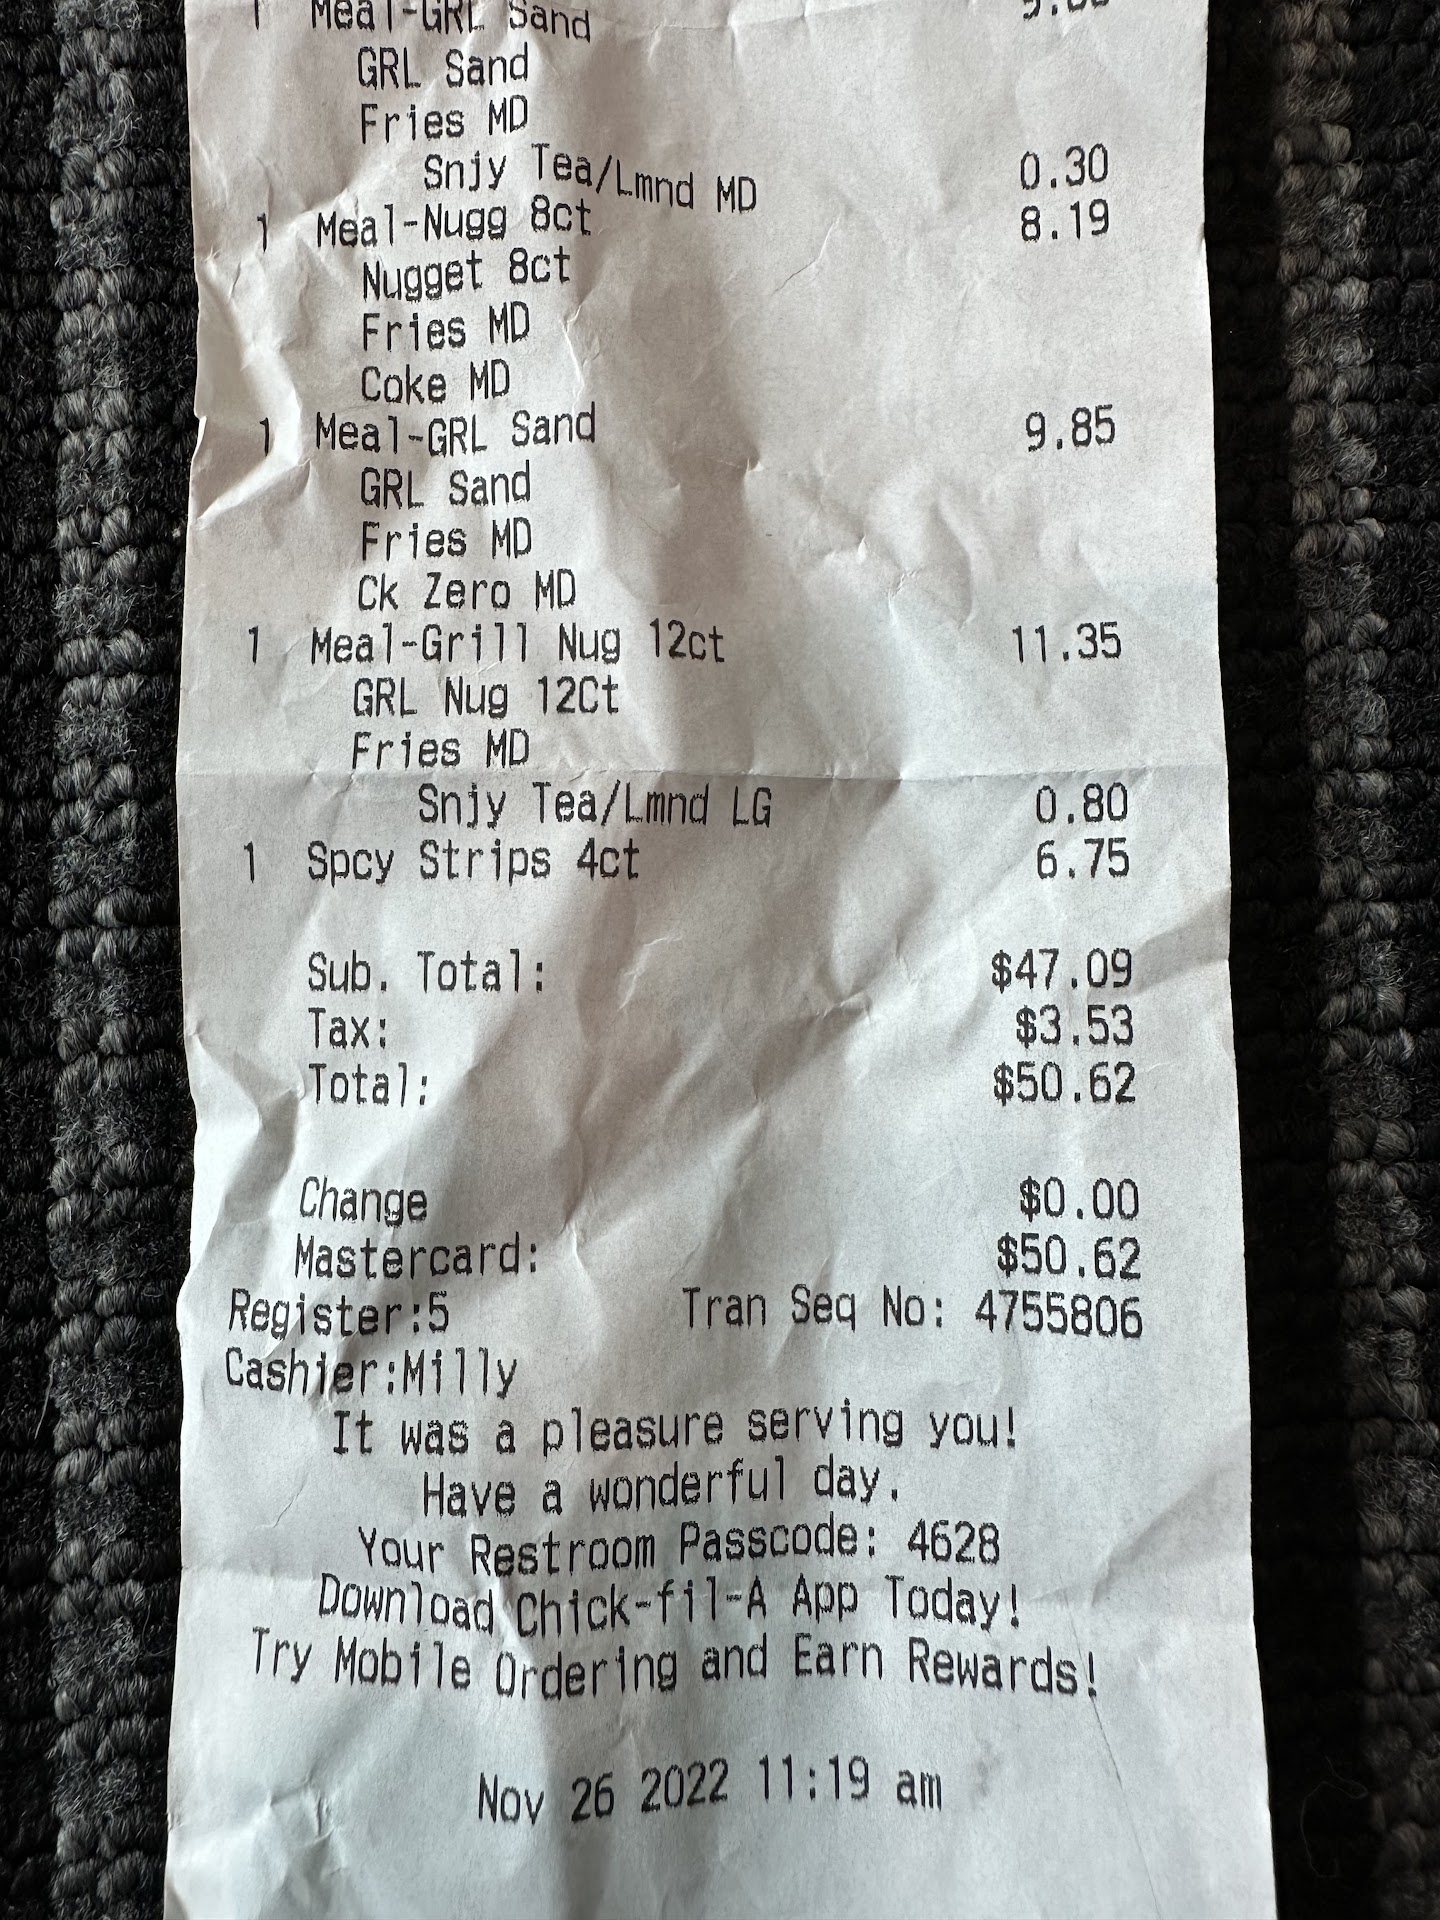 1 Meal-GRL Sand
GRL Sand
Fries MD
Snjy Tea/Lmnd MD 0.30
1 Meal-Nugg 8ct 8.19
Nugget 8ct
Fries MD
Coke MD
1 Meal-GRL Sand 9.85
GRL Sand
Fries MD
Ck Zero MD
1 Meal-Grill Nug 12ct 11.35
GRL Nug 12Ct
Fries MD
Snjy Tea/Lmnd LG 0.80
1 Spcy Strips 4ct 6.75
Sub. Total: $47.09
Tax: $3.53
Total: $50.62
Change $0.00
Mastercard: $50.62
Register:5 Tran Seq No: 4755806
Cashier:Milly
It was a pleasure serving you!
Have a wonderful day.
Your Restroom Passcode: 4628
Download Chick-fil-A App Today!
Try Mobile Ordering and Earn Rewards!
Nov 26 2022 11:19 am